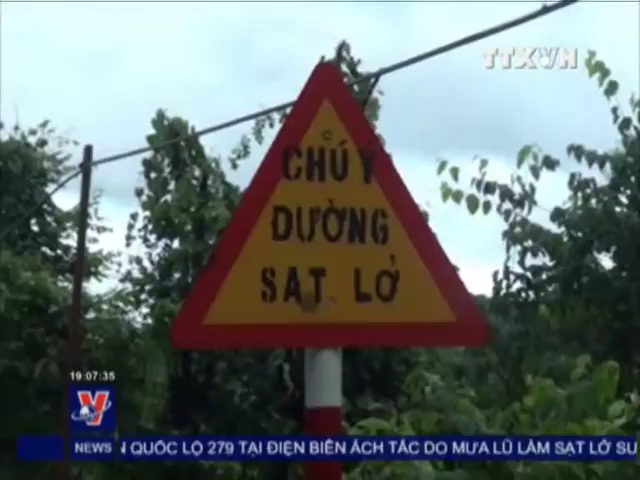 TTXVN
CHÚ Ý
ĐƯỜNG
SẠT LỞ
19:07:35
V
NEWS
N QUỐC LỘ 279 TẠI ĐIỆN BIÊN ÁCH TẮC DO MƯA LŨ LÀM SẠT LỞ SU